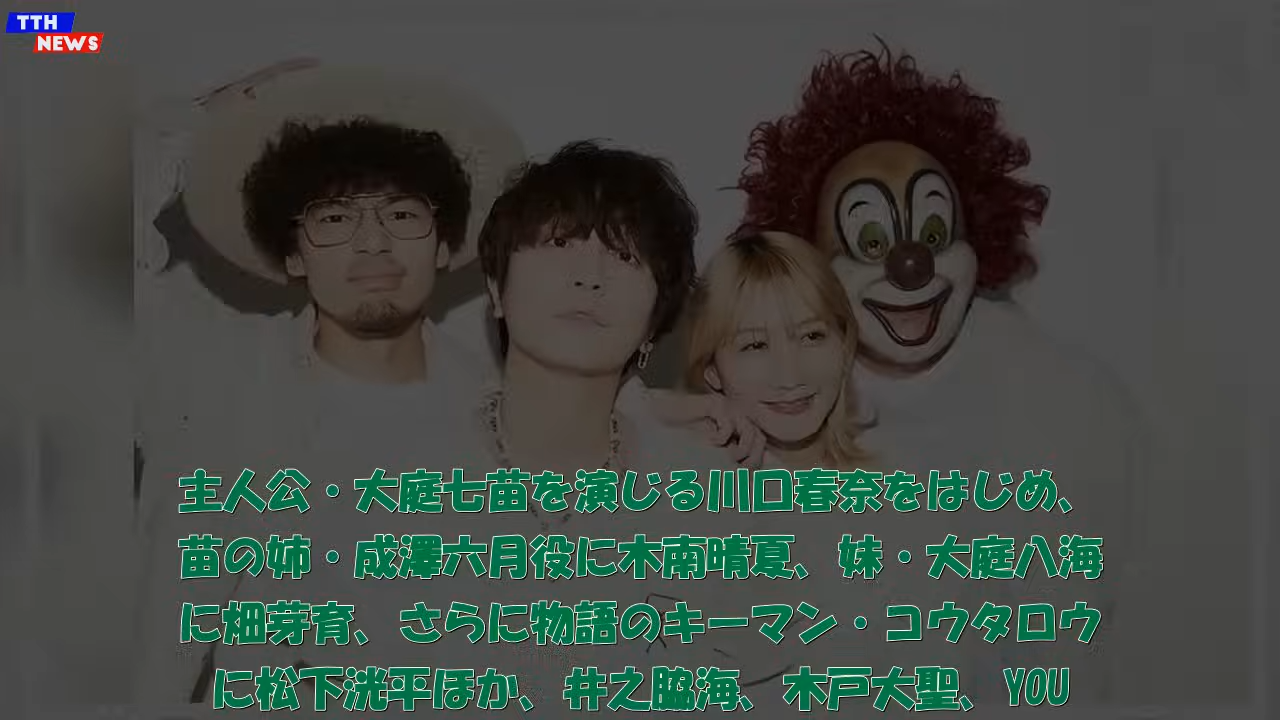 TTH
NEWS
主人公・大庭七苗を演じる川口春奈をはじめ、
苗の姉・成澤六月役に木南晴夏、妹・大庭八海
に畑芽育、さらに物語のキーマン・コウタロウ
に松下洸平ほか、井之脇海、木戸大聖、YOU